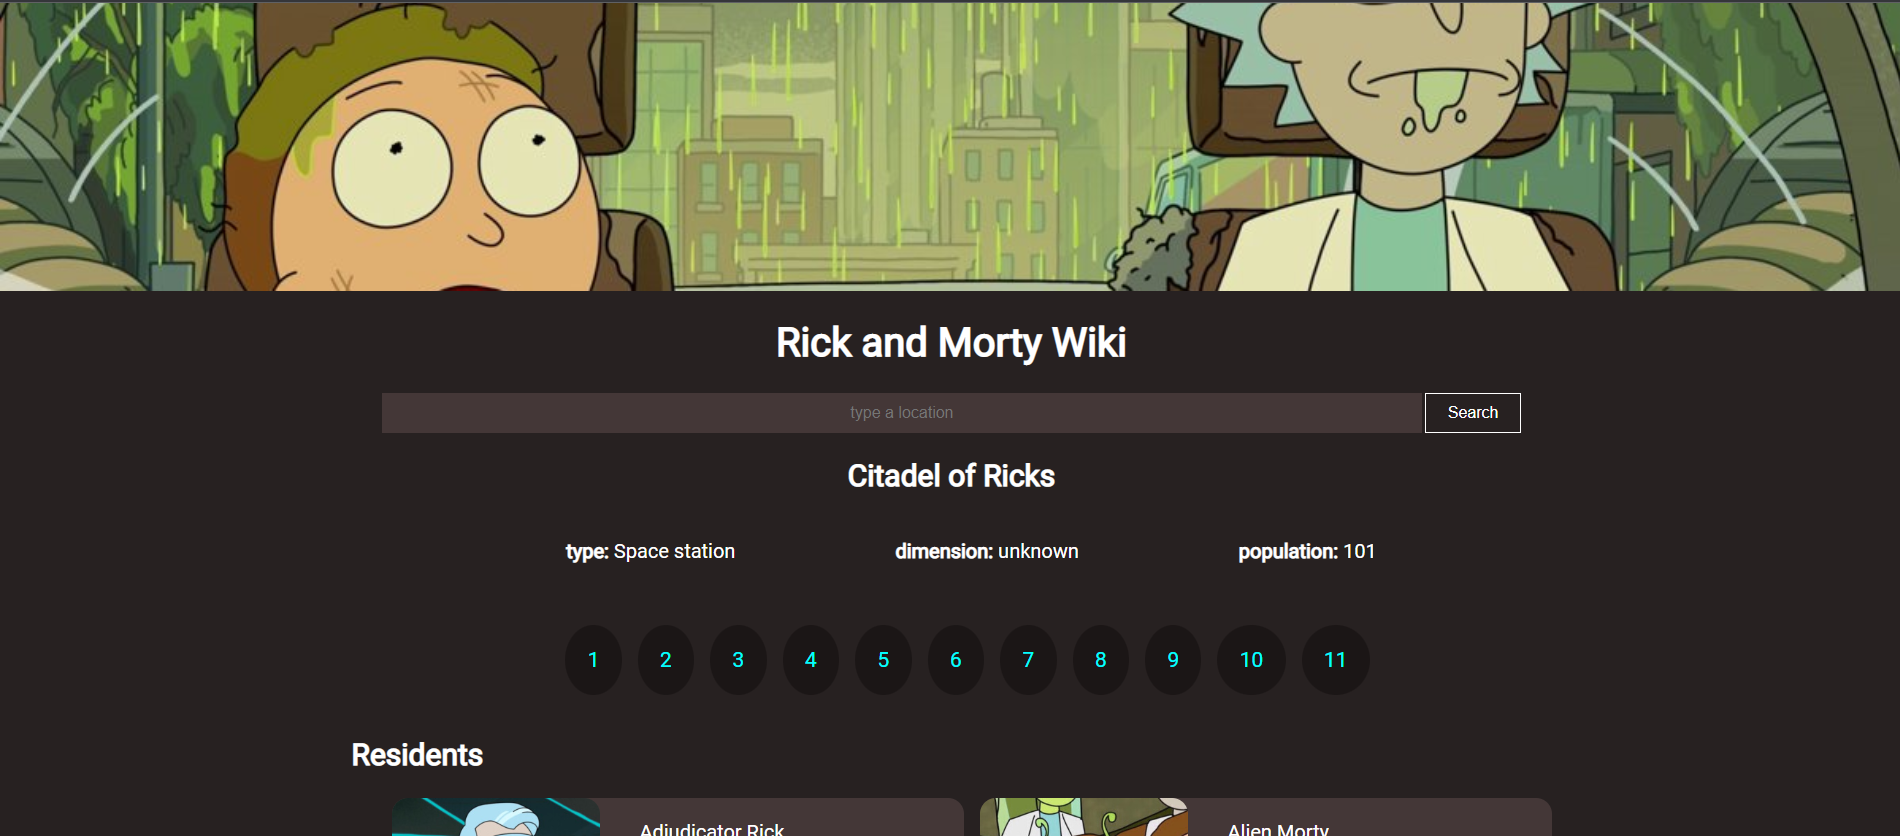 Rick and Morty Wiki
type a location Search
Citadel of Ricks
type: Space station dimension: unknown population: 101
1 2 3 4 5 6 7 8 9 10 11
Residents
Adjudicator Rick Alien Morty